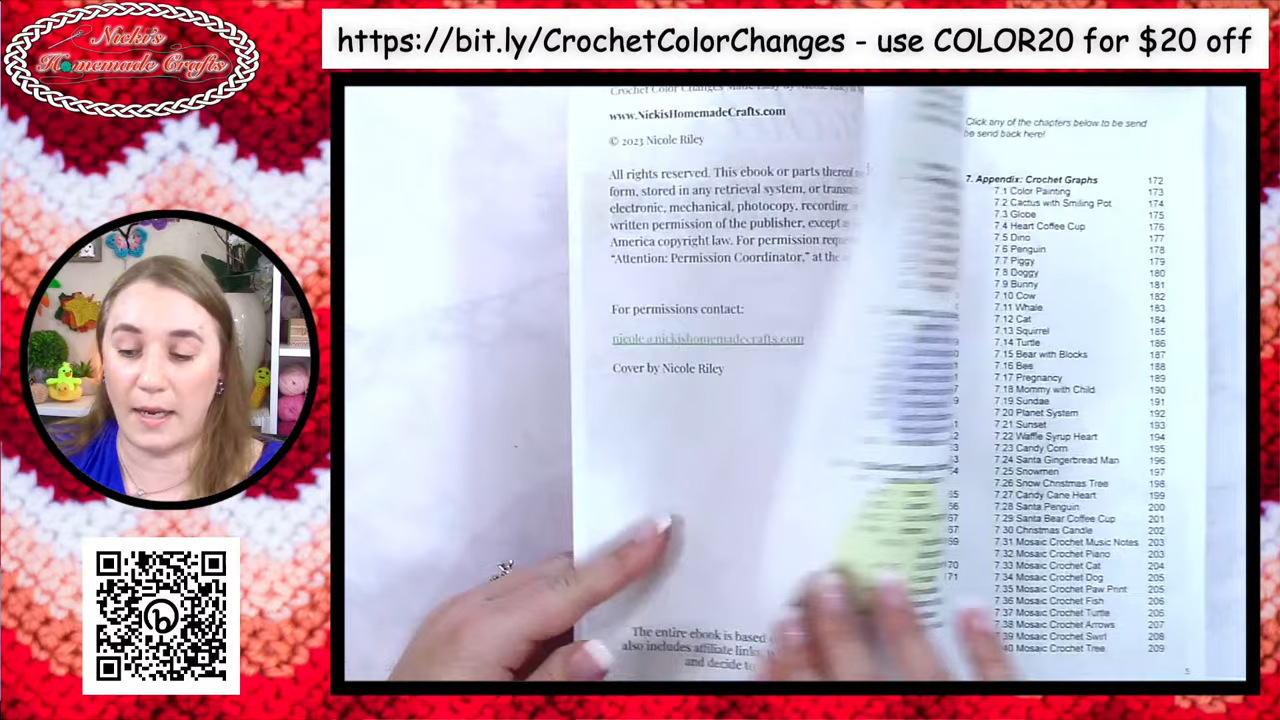 Nicki's
Homemade Crafts
https://bit.ly/CrochetColorChanges - use COLOR20 for $20 off
Crochet Color Changes Made Easy by Nicole Riley
www.NickisHomemadeCrafts.com
© 2023 Nicole Riley
All rights reserved. This ebook or parts thereof
form, stored in any retrieval system, or
electronic, mechanical, photocopy, recording,
written permission of the publisher, except
America copyright law. For permission
"Attention: Permission Coordinator," at the
For permissions contact:
nicole@nickishomemadecrafts.com
Cover by Nicole Riley
The entire ebook is based
also includes affiliate
and decide to
Click any of the chapters below to be send
be send back here!
7. Appendix: Crochet Graphs 172
7.1 Color Painting 173
7.2 Cactus with Smiling Pot 174
7.3 Globe 175
7.4 Heart Coffee Cup 176
7.5 Dino 177
7.6 Penguin 178
7.7 Piggy 179
7.8 Doggy 180
7.9 Bunny 181
7.10 Cow 182
7.11 Whale 183
7.12 Cat 184
7.13 Squirrel 185
7.14 Turtle 186
7.15 Bear with Blocks 187
7.16 Bee 188
7.17 Pregnancy 189
7.18 Mommy with Child 190
7.19 Sundae 191
7.20 Planet System 192
7.21 Sunset 193
7.22 Waffle Syrup Heart 194
7.23 Candy Corn 195
7.24 Santa Gingerbread Man 196
7.25 Snowmen 197
7.26 Snow Christmas Tree 198
7.27 Candy Cane Heart 199
7.28 Santa Penguin 200
7.29 Santa Bear Coffee Cup 201
7.30 Christmas Candle 202
7.31 Mosaic Crochet Music Notes 203
7.32 Mosaic Crochet Piano 203
7.33 Mosaic Crochet Cat 204
7.34 Mosaic Crochet Dog 205
7.35 Mosaic Crochet Paw Print 205
7.36 Mosaic Crochet Fish 206
7.37 Mosaic Crochet Turtle 206
7.38 Mosaic Crochet Arrows 207
.39 Mosaic Crochet Swirl 208
40 Mosaic Crochet Tree 209
5